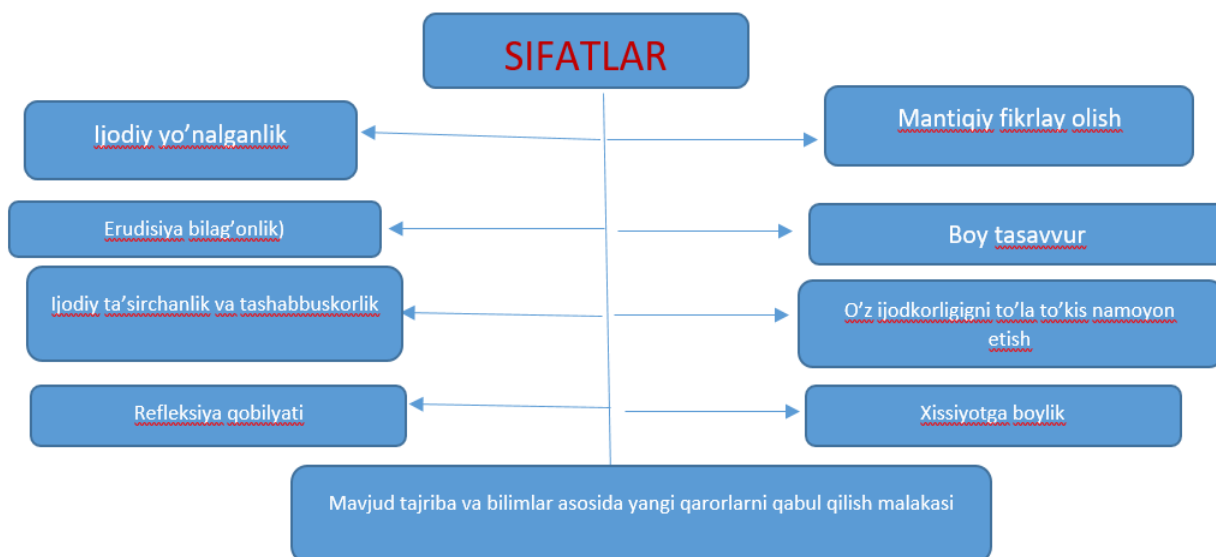 SIFATLAR
Ijodiy yo’nalganlik
Mantiqiy fikrlay olish
Erudisiya bilag’onlik)
Boy tasavvur
Ijodiy ta’sirchanlik va tashabbuskorlik
O’z ijodkorligigni to’la to’kis namoyon
etish
Refleksiya qobilyati
Xissiyotga boylik
Mavjud tajriba va bilimlar asosida yangi qarorlarni qabul qilish malakasi